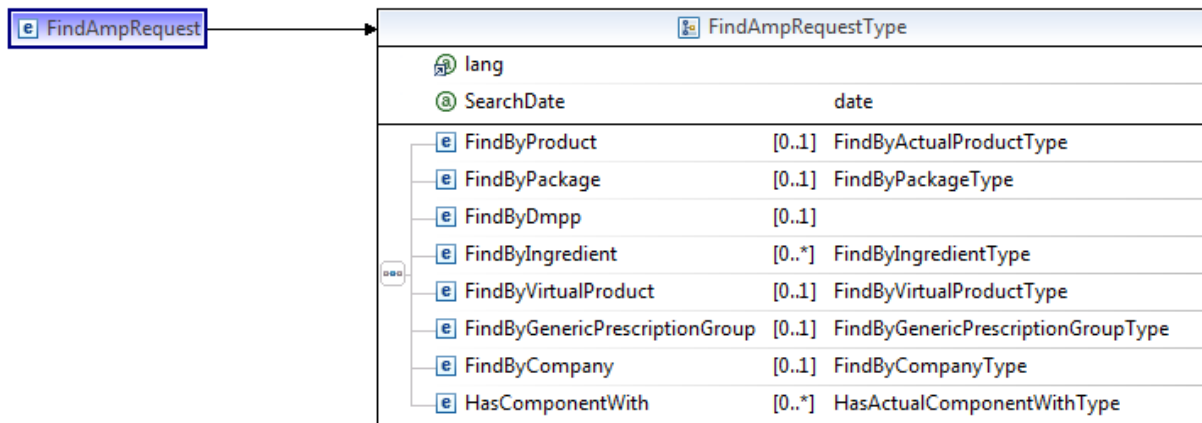 e FindAmpRequest
FindAmpRequestType
a lang
a SearchDate date
e FindByProduct [0..1] FindByActualProductType
e FindByPackage [0..1] FindByPackageType
e FindByDmpp [0..1]
e FindByIngredient [0..*] FindByIngredientType
e FindByVirtualProduct [0..1] FindByVirtualProductType
e FindByGenericPrescriptionGroup [0..1] FindByGenericPrescriptionGroupType
e FindByCompany [0..1] FindByCompanyType
e HasComponentWith [0..*] HasActualComponentWithType